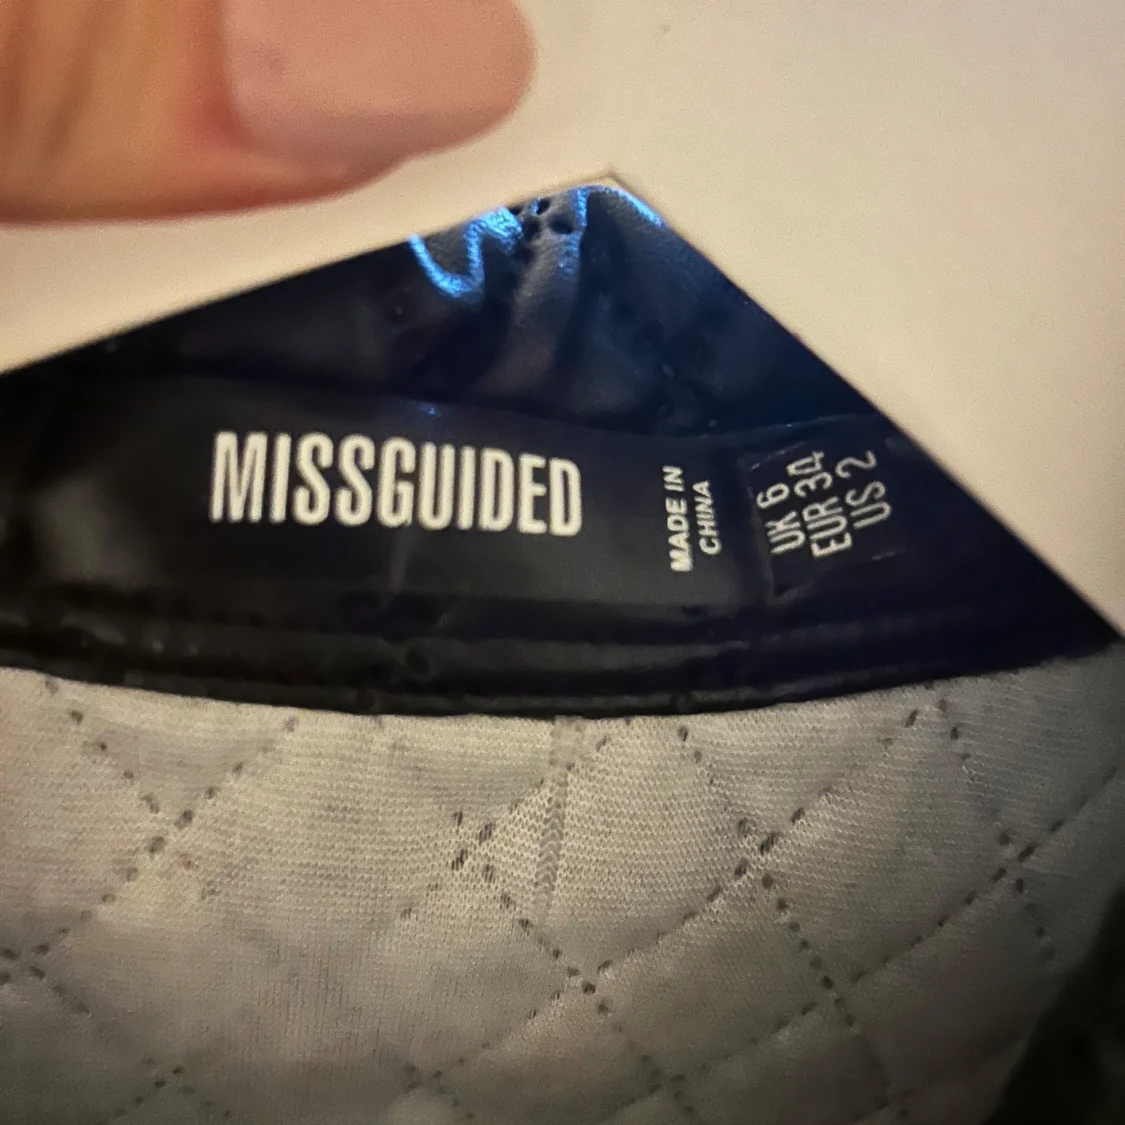 MISSGUIDED
MADE IN
CHINA
UK 6
EUR 34
US 2